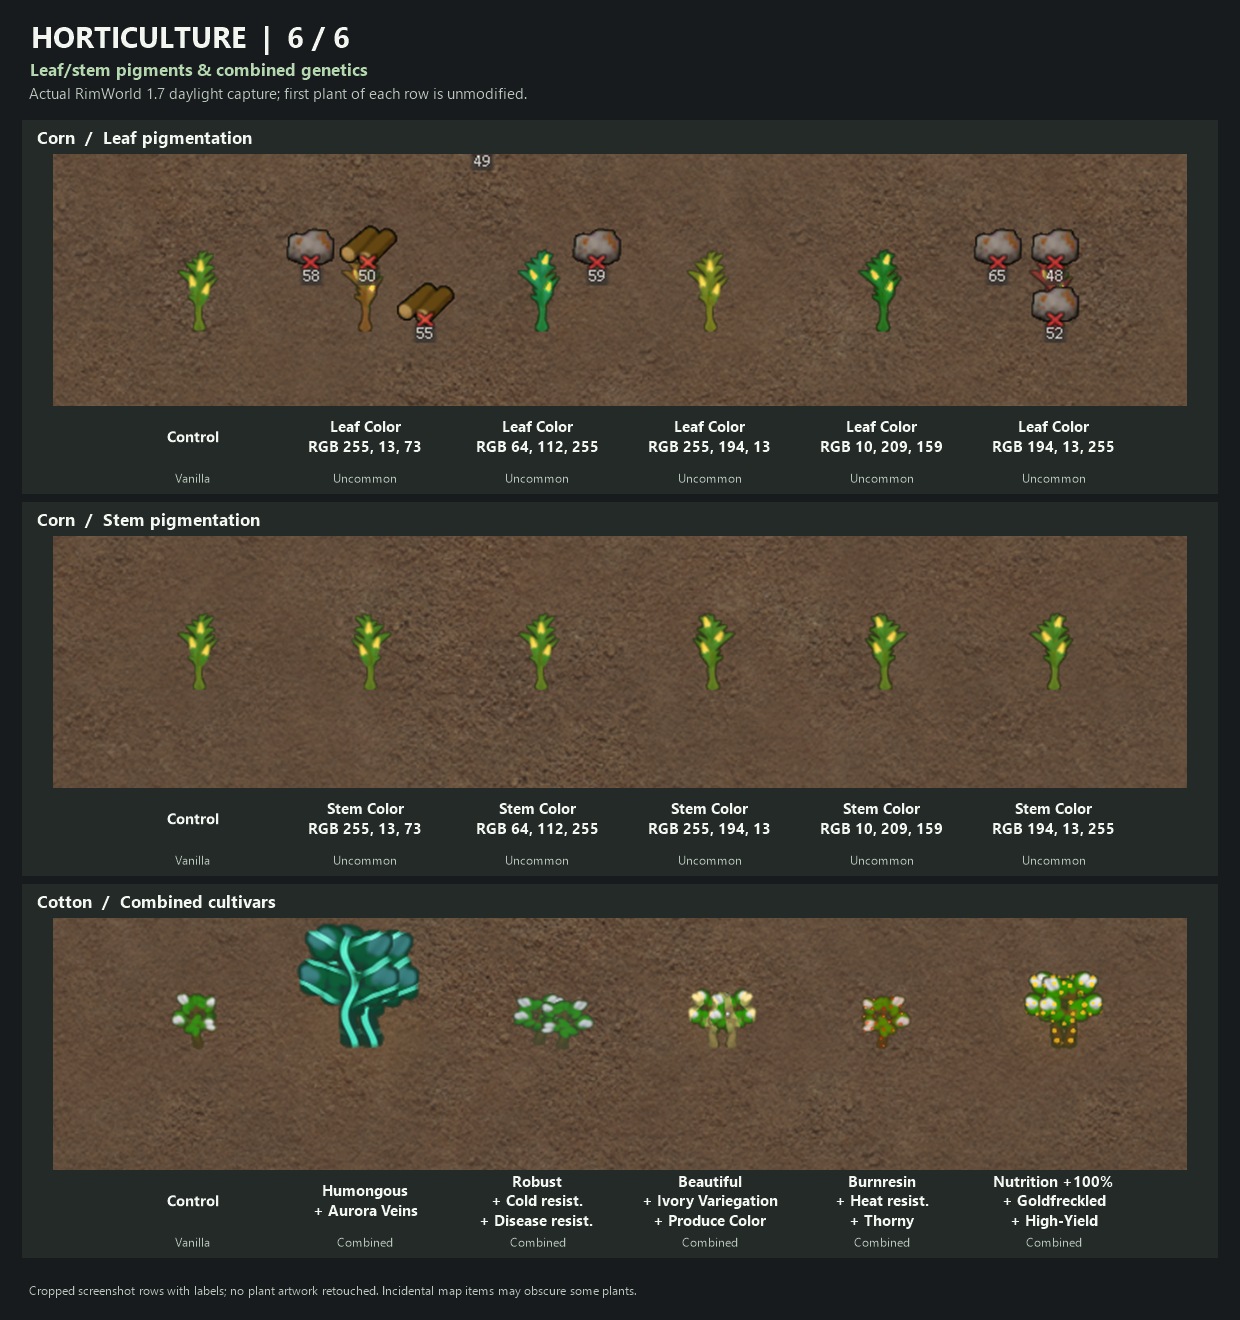 HORTICULTURE | 6 / 6
Leaf/stem pigments & combined genetics
Actual RimWorld 1.7 daylight capture; first plant of each row is unmodified.
Corn / Leaf pigmentation
49
58
50
59
65
48
55
52
Control
Leaf Color
RGB 255, 13, 73
Leaf Color
RGB 64, 112, 255
Leaf Color
RGB 255, 194, 13
Leaf Color
RGB 10, 209, 159
Leaf Color
RGB 194, 13, 255
Vanilla
Uncommon
Uncommon
Uncommon
Uncommon
Uncommon
Corn / Stem pigmentation
Control
Stem Color
RGB 255, 13, 73
Stem Color
RGB 64, 112, 255
Stem Color
RGB 255, 194, 13
Stem Color
RGB 10, 209, 159
Stem Color
RGB 194, 13, 255
Vanilla
Uncommon
Uncommon
Uncommon
Uncommon
Uncommon
Cotton / Combined cultivars
Control
Humongous
+ Aurora Veins
Robust
+ Cold resist.
+ Disease resist.
Beautiful
+ Ivory Variegation
+ Produce Color
Burnresin
+ Heat resist.
+ Thorny
Nutrition +100%
+ Goldfreckled
+ High-Yield
Vanilla
Combined
Combined
Combined
Combined
Combined
Cropped screenshot rows with labels; no plant artwork retouched. Incidental map items may obscure some plants.